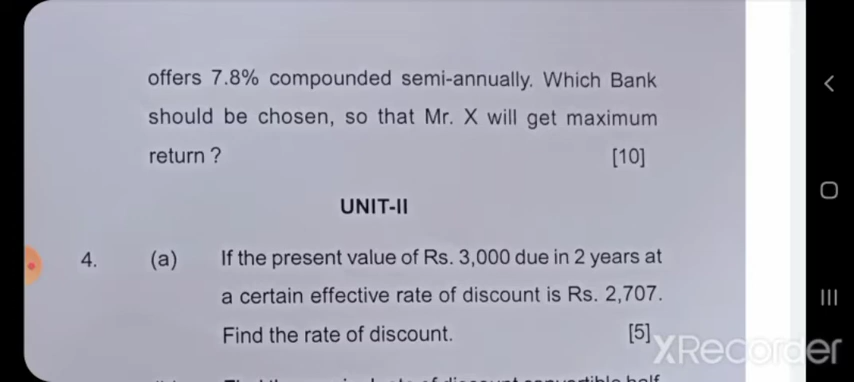 offers 7.8% compounded semi-annually. Which Bank
should be chosen, so that Mr. X will get maximum
return ? [10]
UNIT-II
4. (a) If the present value of Rs. 3,000 due in 2 years at
a certain effective rate of discount is Rs. 2,707.
Find the rate of discount. [5]
XRecorder